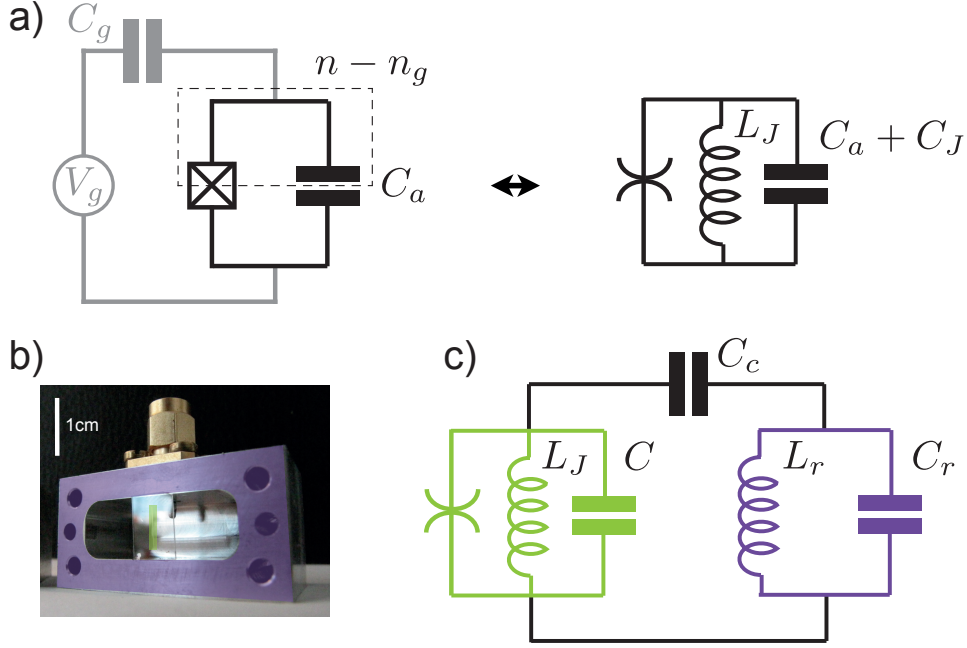 a)
C_g
n − n_g
V_g
C_a
L_J
C_a + C_J
b)
1cm
c)
C_c
L_J
C
L_r
C_r